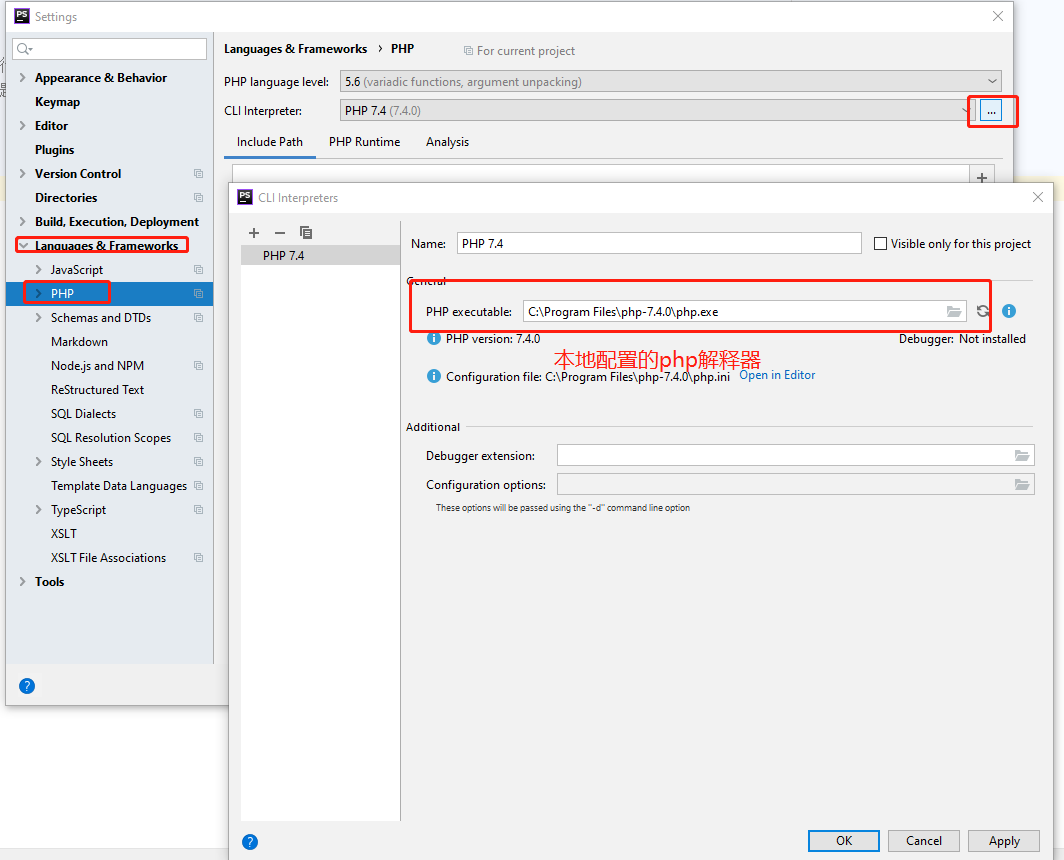 PS Settings
Languages & Frameworks › PHP For current project
Appearance & Behavior
Keymap
Editor
Plugins
Version Control
Directories
Build, Execution, Deployment
Languages & Frameworks
JavaScript
PHP
Schemas and DTDs
Markdown
Node.js and NPM
ReStructured Text
SQL Dialects
SQL Resolution Scopes
Style Sheets
Template Data Languages
TypeScript
XSLT
XSLT File Associations
Tools
?
PHP language level: 5.6 (variadic functions, argument unpacking)
CLI Interpreter: PHP 7.4 (7.4.0) ...
Include Path PHP Runtime Analysis
PS CLI Interpreters
PHP 7.4
Name: PHP 7.4 Visible only for this project
General
PHP executable: C:\Program Files\php-7.4.0\php.exe
PHP version: 7.4.0 Debugger: Not installed
本地配置的php解释器
Configuration file: C:\Program Files\php-7.4.0\php.ini Open in Editor
Additional
Debugger extension:
Configuration options:
These options will be passed using the "-d" command line option
?
OK Cancel Apply